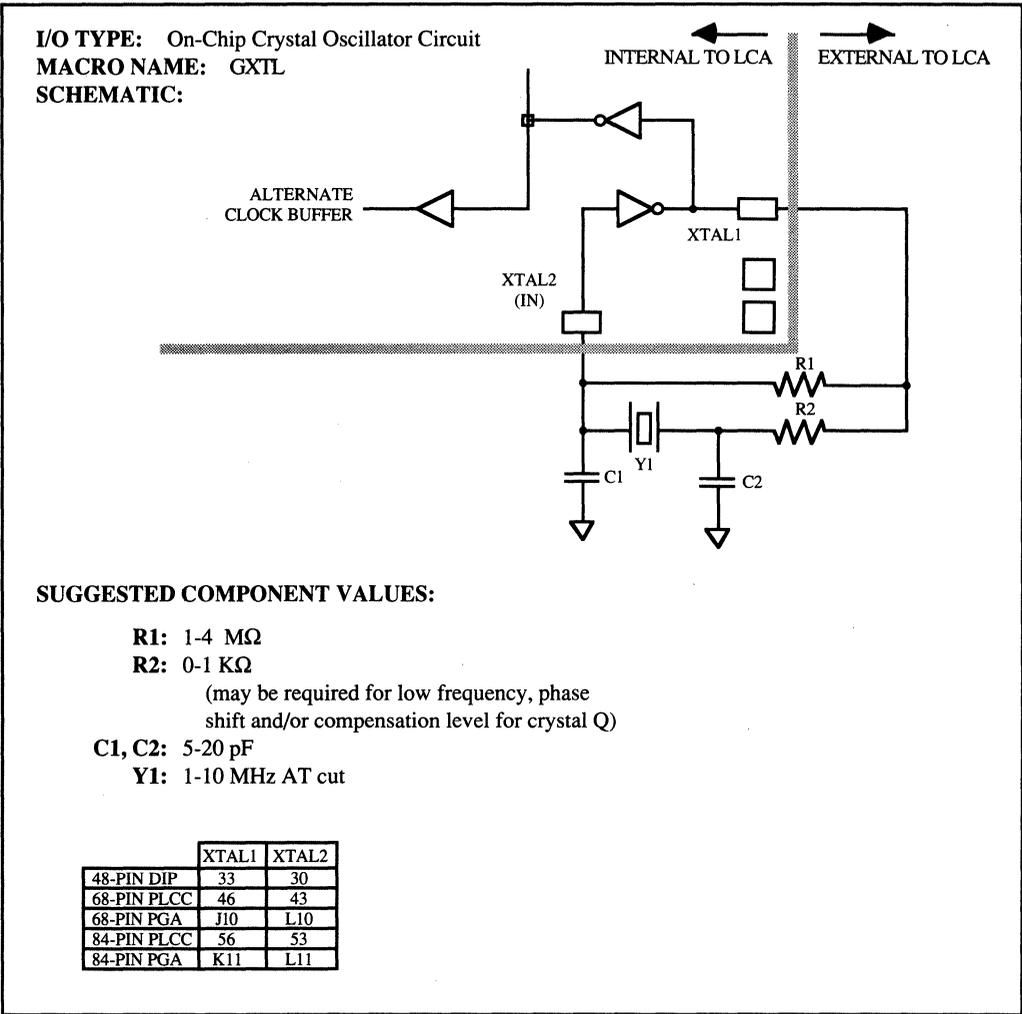 I/O TYPE: On-Chip Crystal Oscillator Circuit
MACRO NAME: GXTL
SCHEMATIC:
INTERNAL TO LCA
EXTERNAL TO LCA
ALTERNATE
CLOCK BUFFER
XTAL1
XTAL2
(IN)
R1
R2
Y1
C1
C2
SUGGESTED COMPONENT VALUES:
R1: 1-4 MΩ
R2: 0-1 KΩ
(may be required for low frequency, phase
shift and/or compensation level for crystal Q)
C1, C2: 5-20 pF
Y1: 1-10 MHz AT cut
XTAL1 XTAL2
48-PIN DIP 33 30
68-PIN PLCC 46 43
68-PIN PGA J10 L10
84-PIN PLCC 56 53
84-PIN PGA K11 L11